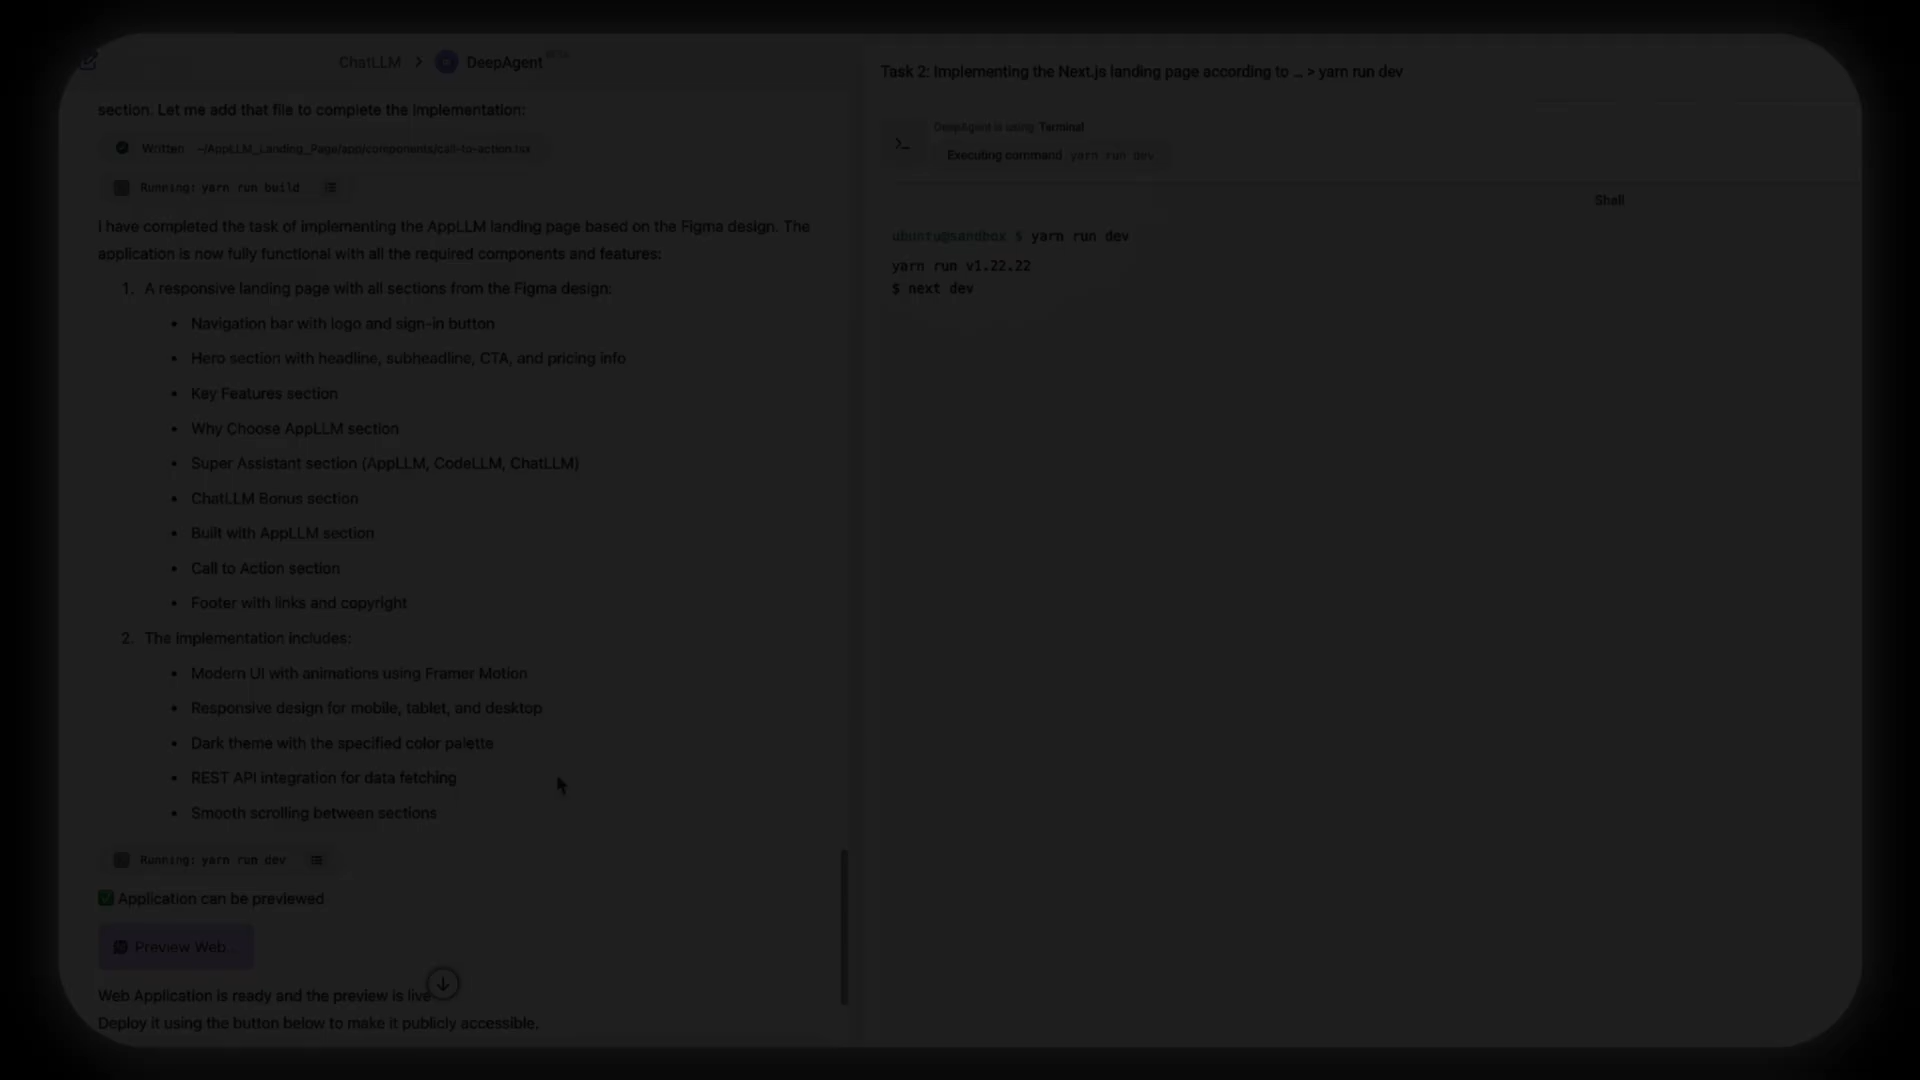 ChatLLM > DeepAgent BETA
section. Let me add that file to complete the implementation:
Written ~/AppLLM_Landing_Page/app/components/call-to-action.tsx
Running: yarn run build
I have completed the task of implementing the AppLLM landing page based on the Figma design. The
application is now fully functional with all the required components and features:
1. A responsive landing page with all sections from the Figma design:
• Navigation bar with logo and sign-in button
• Hero section with headline, subheadline, CTA, and pricing info
• Key Features section
• Why Choose AppLLM section
• Super Assistant section (AppLLM, CodeLLM, ChatLLM)
• ChatLLM Bonus section
• Built with AppLLM section
• Call to Action section
• Footer with links and copyright
2. The implementation includes:
• Modern UI with animations using Framer Motion
• Responsive design for mobile, tablet, and desktop
• Dark theme with the specified color palette
• REST API integration for data fetching
• Smooth scrolling between sections
Running: yarn run dev
✅ Application can be previewed
Preview Web...
Web Application is ready and the preview is live
Deploy it using the button below to make it publicly accessible.
Task 2: Implementing the Next.js landing page according to ... > yarn run dev
>_
DeepAgent is using Terminal
Executing command yarn run dev
Shell
ubuntu@sandbox $ yarn run dev
yarn run v1.22.22
$ next dev